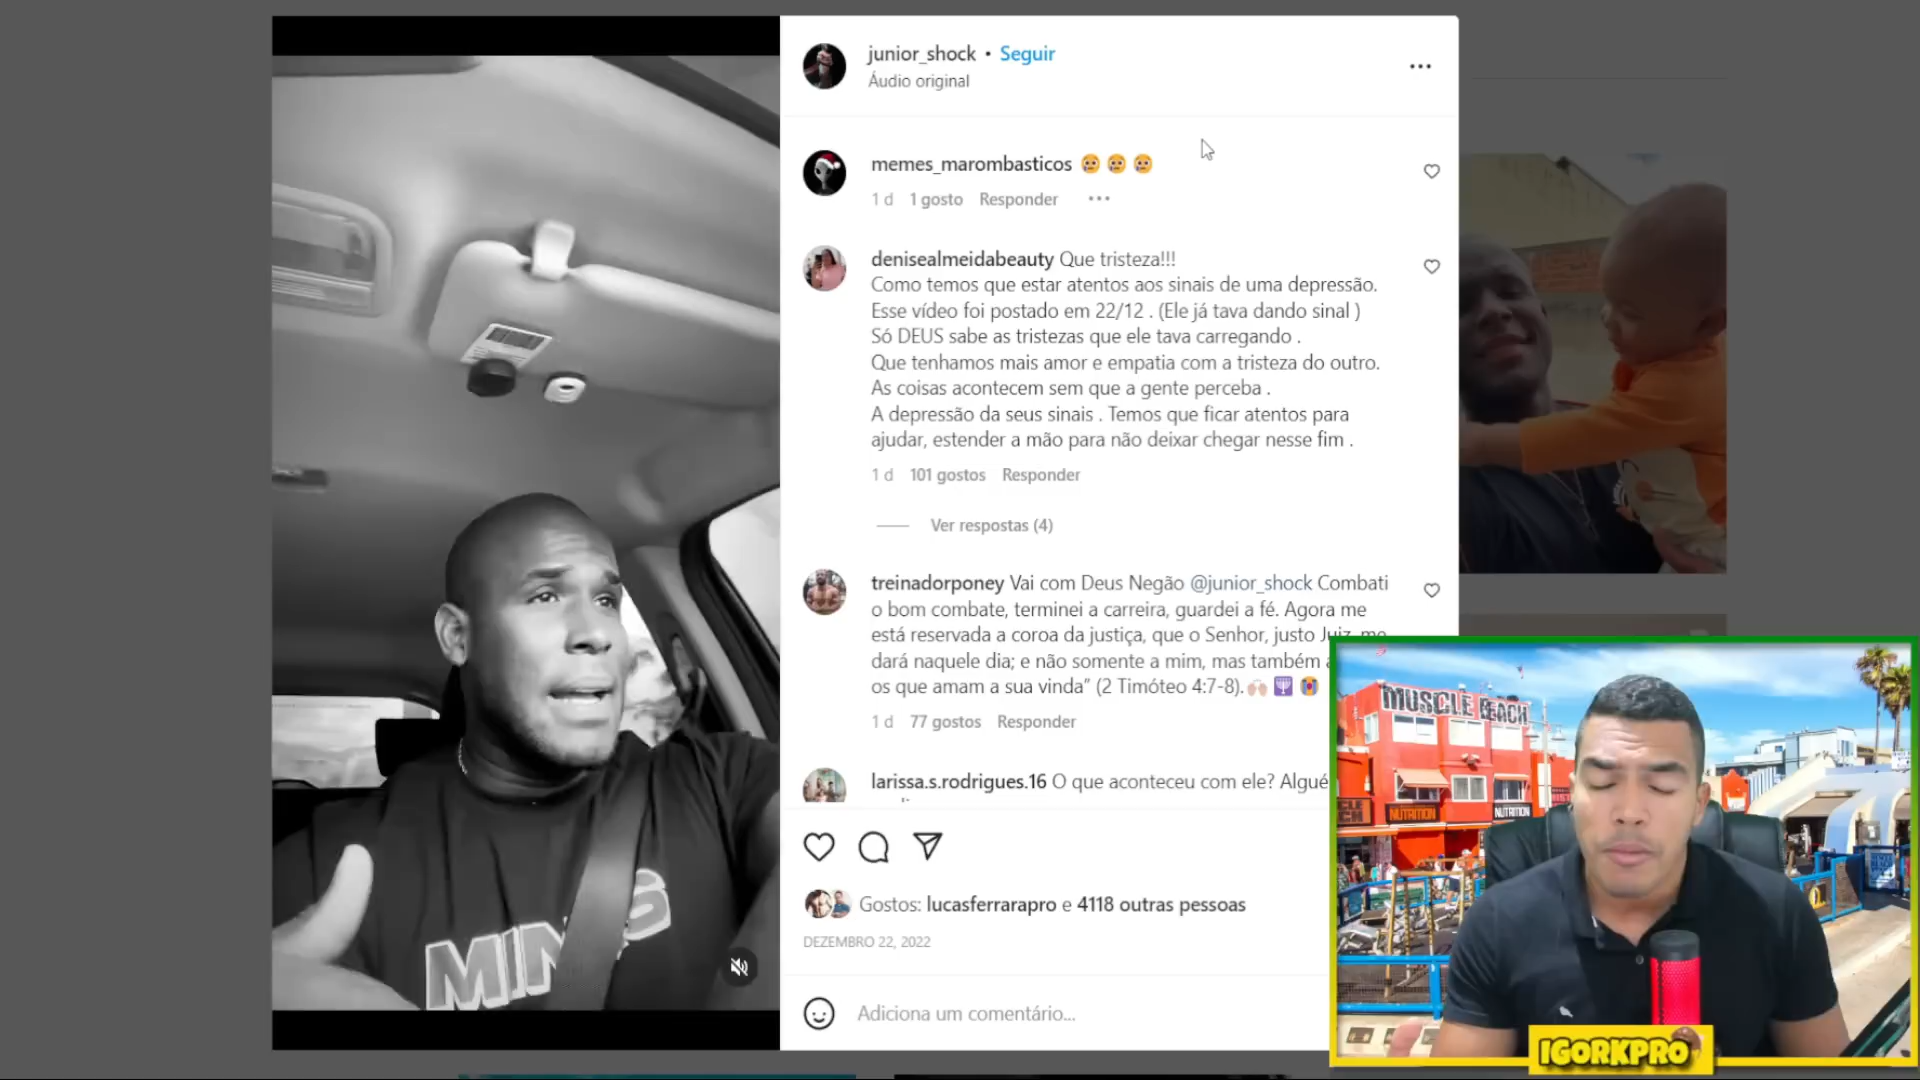 junior_shock • Seguir
Áudio original
memes_marombasticos 😢 😢 😢
1 d 1 gosto Responder
denisealmeidabeauty Que tristeza!!!
Como temos que estar atentos aos sinais de uma depressão.
Esse vídeo foi postado em 22/12 . (Ele já tava dando sinal )
Só DEUS sabe as tristezas que ele tava carregando .
Que tenhamos mais amor e empatia com a tristeza do outro.
As coisas acontecem sem que a gente perceba .
A depressão da seus sinais . Temos que ficar atentos para
ajudar, estender a mão para não deixar chegar nesse fim .
1 d 101 gostos Responder
Ver respostas (4)
treinadorponey Vai com Deus Negão @junior_shock Combati
o bom combate, terminei a carreira, guardei a fé. Agora me
está reservada a coroa da justiça, que o Senhor, justo Juiz, me
dará naquele dia; e não somente a mim, mas também a
os que amam a sua vinda” (2 Timóteo 4:7-8).
1 d 77 gostos Responder
larissa.s.rodrigues.16 O que aconteceu com ele? Algué
Gostos: lucasferrarapro e 4118 outras pessoas
DEZEMBRO 22, 2022
Adiciona um comentário...
MUSCLE BEACH
NUTRITION
NUTRITION
IGORKPRO